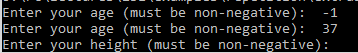 Enter your age (must be non-negative):  -1
Enter your age (must be non-negative):  37
Enter your height (must be non-negative):